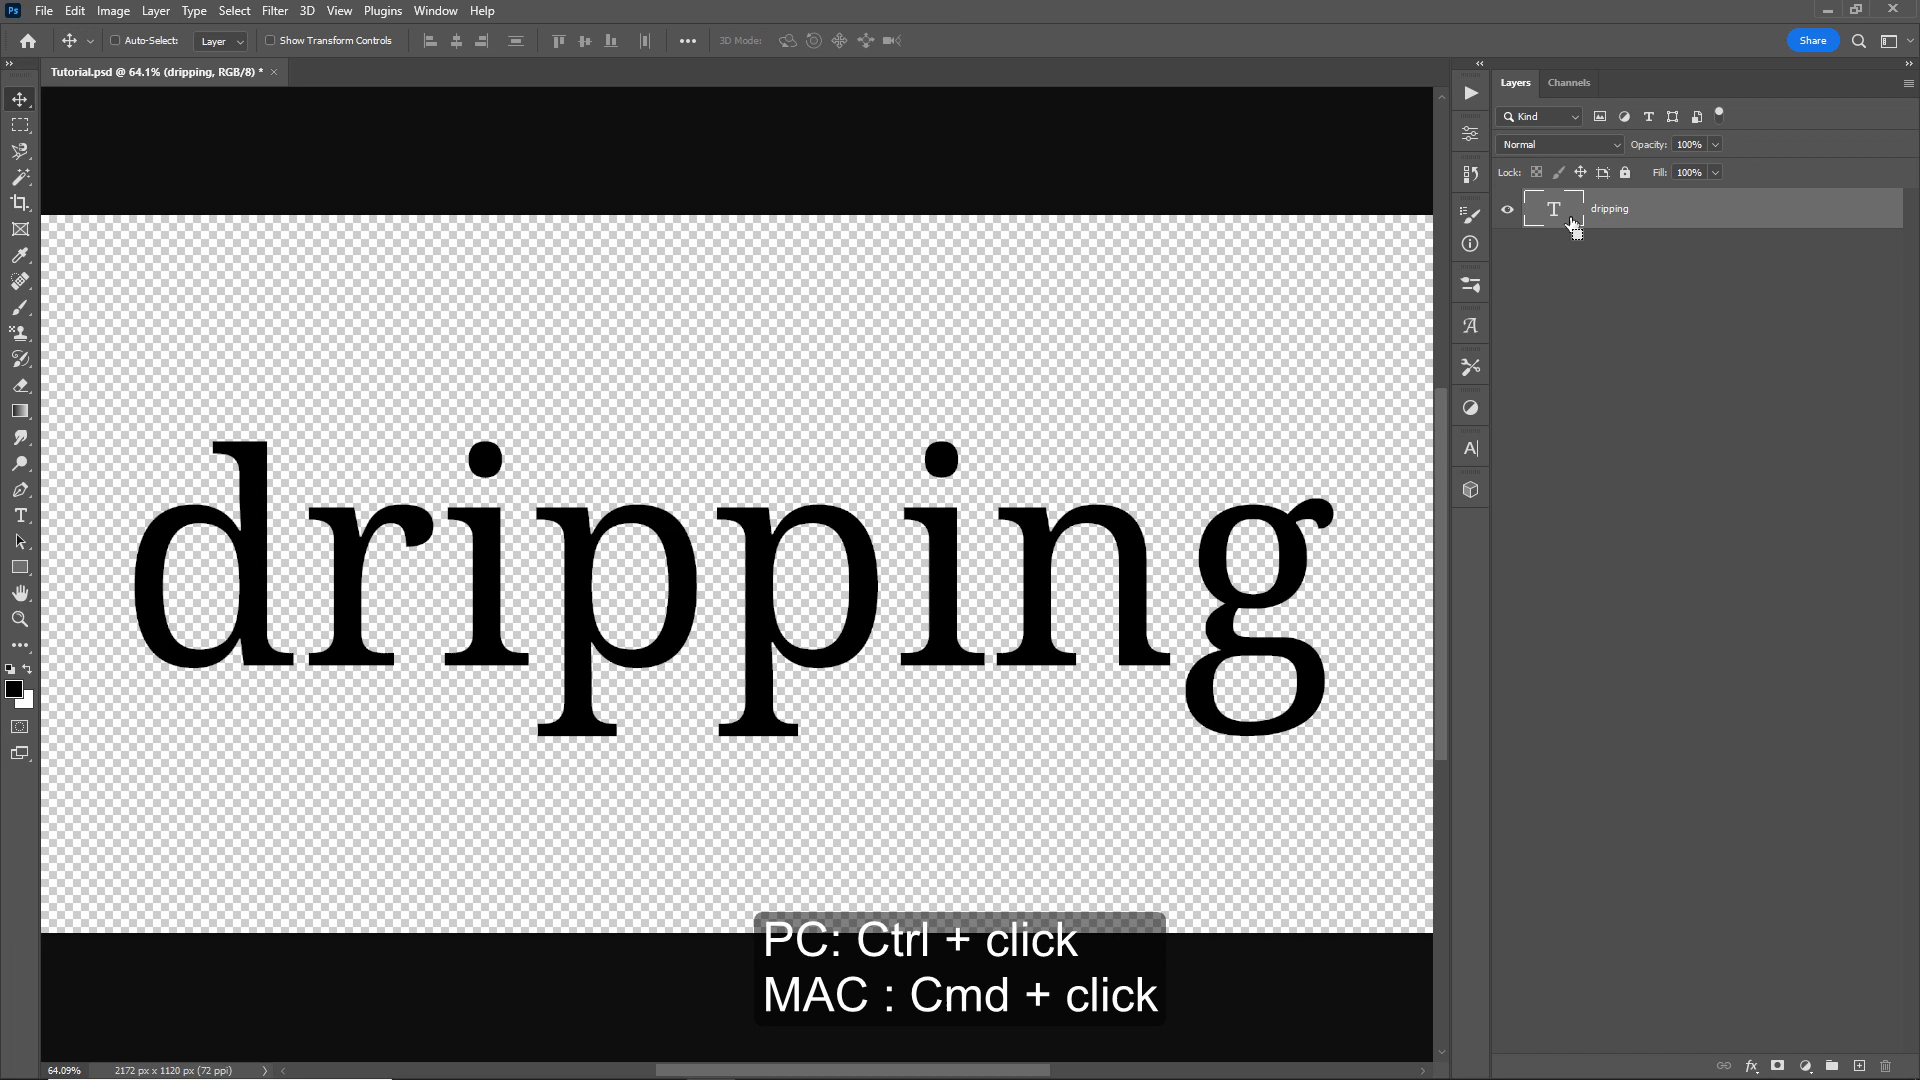 Ps File Edit Image Layer Type Select Filter 3D View Plugins Window Help
Auto-Select: Layer Show Transform Controls 3D Mode: Share
Tutorial.psd @ 64.1% (dripping, RGB/8) * ×
Layers Channels
Kind
Normal Opacity: 100%
Lock: Fill: 100%
T dripping
dripping
PC: Ctrl + click
MAC : Cmd + click
64.09% 2172 px x 1120 px (72 ppi)